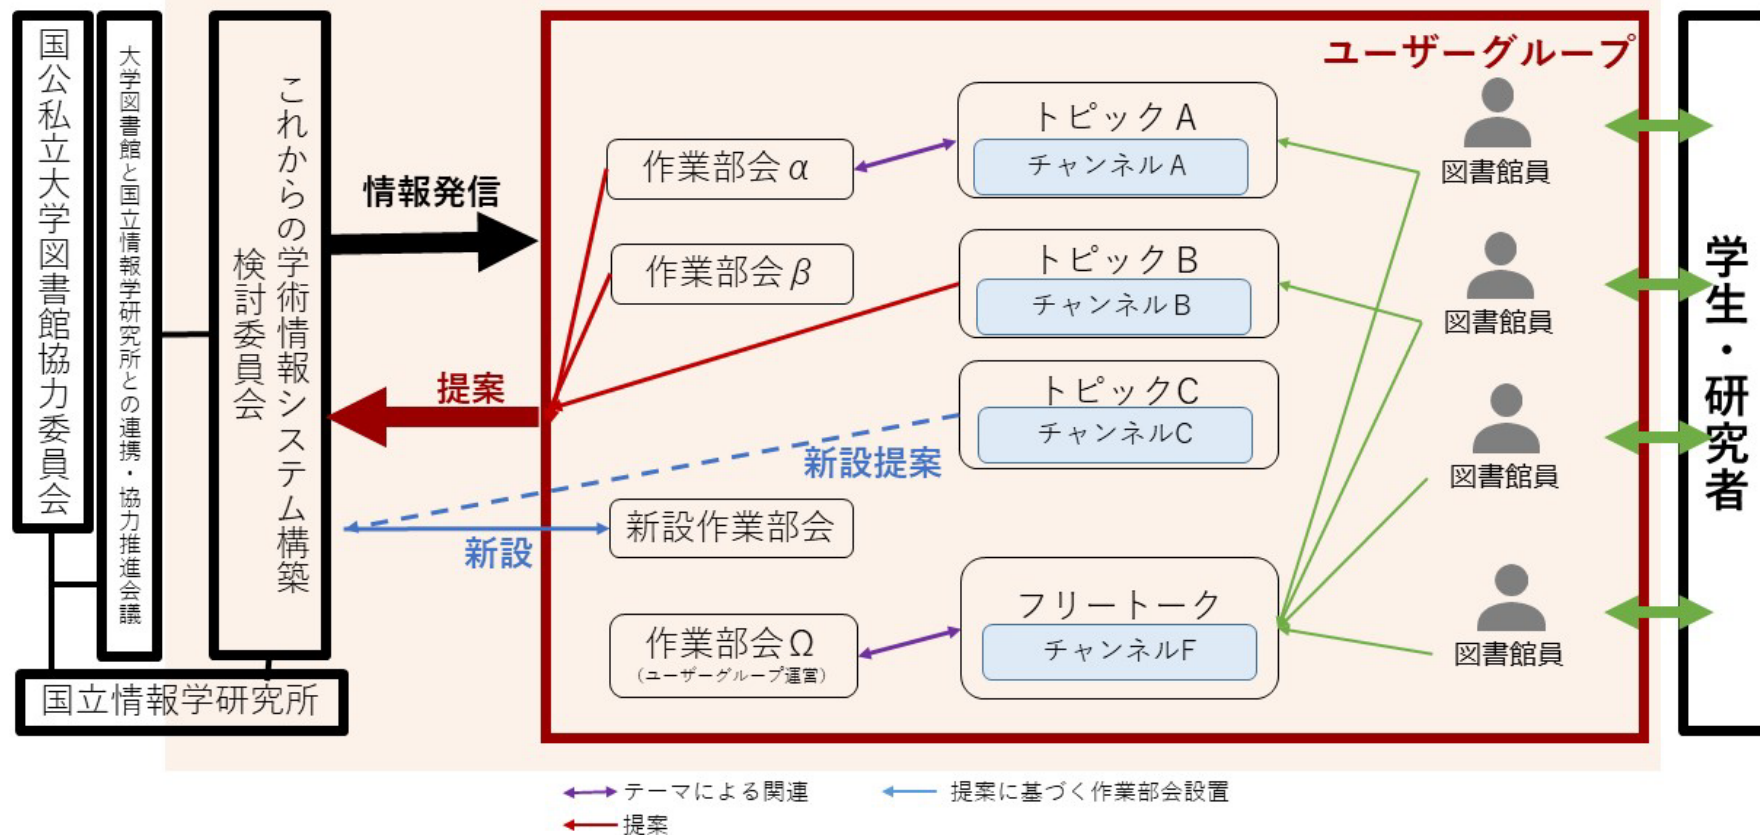 国公私立大学図書館協力委員会
大学図書館と国立情報学研究所との連携・協力推進会議
これからの学術情報システム構築
検討委員会
国立情報学研究所
情報発信
提案
新設提案
新設
ユーザーグループ
作業部会α
作業部会β
新設作業部会
作業部会Ω
（ユーザーグループ運営）
トピックA
チャンネルA
トピックB
チャンネルB
トピックC
チャンネルC
フリートーク
チャンネルF
図書館員
図書館員
図書館員
図書館員
学生・研究者
テーマによる関連
提案に基づく作業部会設置
提案